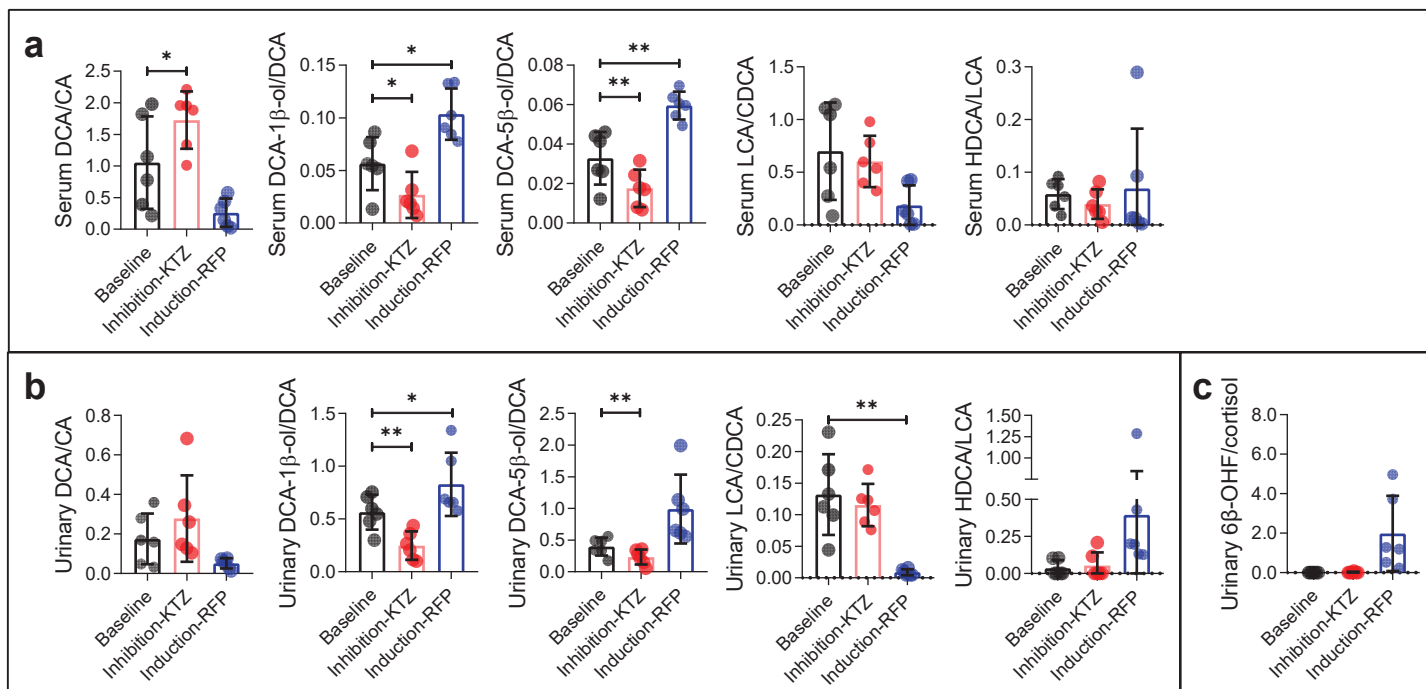 a
Serum DCA/CA
2.5
2.0
1.5
1.0
0.5
0.0
*
Baseline
Inhibition-KTZ
Induction-RFP
Serum DCA-1β-ol/DCA
0.15
0.10
0.05
0.00
*
*
Baseline
Inhibition-KTZ
Induction-RFP
Serum DCA-5β-ol/DCA
0.08
0.06
0.04
0.02
0.00
**
**
Baseline
Inhibition-KTZ
Induction-RFP
Serum LCA/CDCA
2.0
1.5
1.0
0.5
0.0
Baseline
Inhibition-KTZ
Induction-RFP
Serum HDCA/LCA
0.3
0.2
0.1
0.0
Baseline
Inhibition-KTZ
Induction-RFP
b
Urinary DCA/CA
0.8
0.6
0.4
0.2
0.0
Baseline
Inhibition-KTZ
Induction-RFP
Urinary DCA-1β-ol/DCA
1.5
1.0
0.5
0.0
*
**
Baseline
Inhibition-KTZ
Induction-RFP
Urinary DCA-5β-ol/DCA
2.5
2.0
1.5
1.0
0.5
0.0
**
Baseline
Inhibition-KTZ
Induction-RFP
Urinary LCA/CDCA
0.25
0.20
0.15
0.10
0.05
0.00
**
Baseline
Inhibition-KTZ
Induction-RFP
Urinary HDCA/LCA
1.50
1.25
1.00
0.75
0.50
0.25
0.00
Baseline
Inhibition-KTZ
Induction-RFP
c
Urinary 6β-OHF/cortisol
8.0
6.0
4.0
2.0
0.0
Baseline
Inhibition-KTZ
Induction-RFP